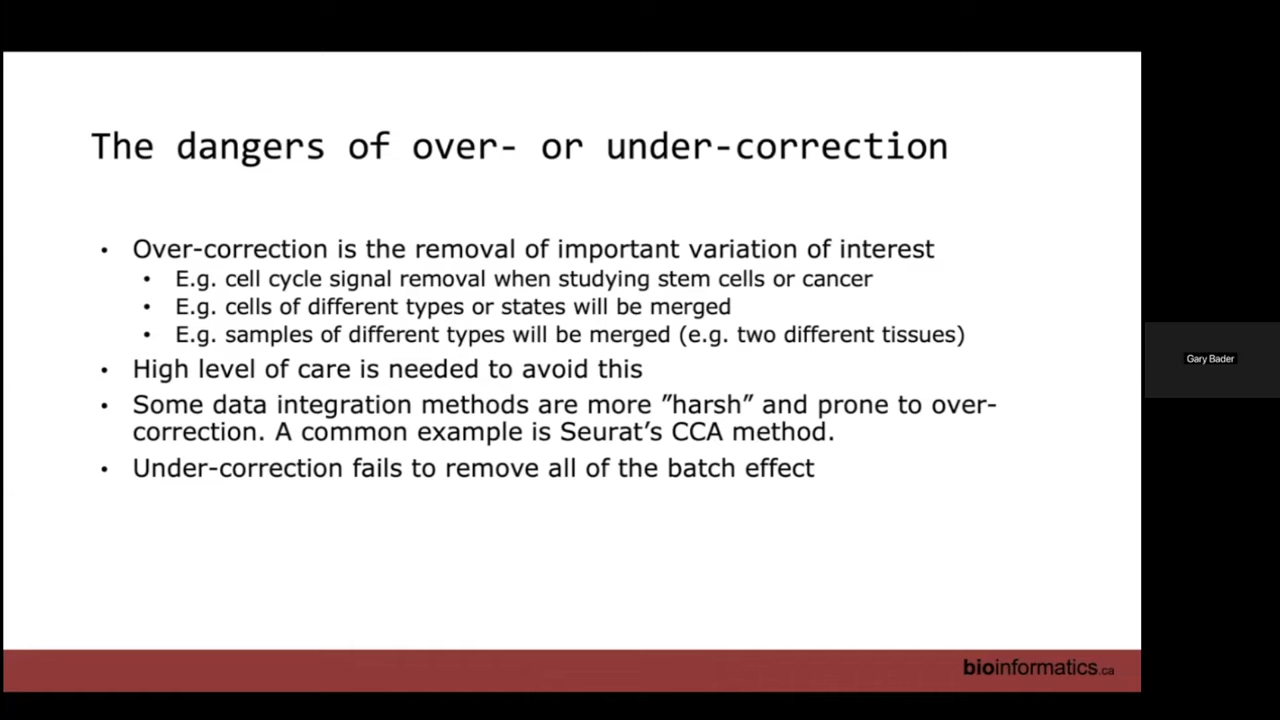 The dangers of over- or under-correction
• Over-correction is the removal of important variation of interest
• E.g. cell cycle signal removal when studying stem cells or cancer
• E.g. cells of different types or states will be merged
• E.g. samples of different types will be merged (e.g. two different tissues)
• High level of care is needed to avoid this
• Some data integration methods are more ”harsh” and prone to over-
correction. A common example is Seurat’s CCA method.
• Under-correction fails to remove all of the batch effect
Gary Bader
bioinformatics.ca